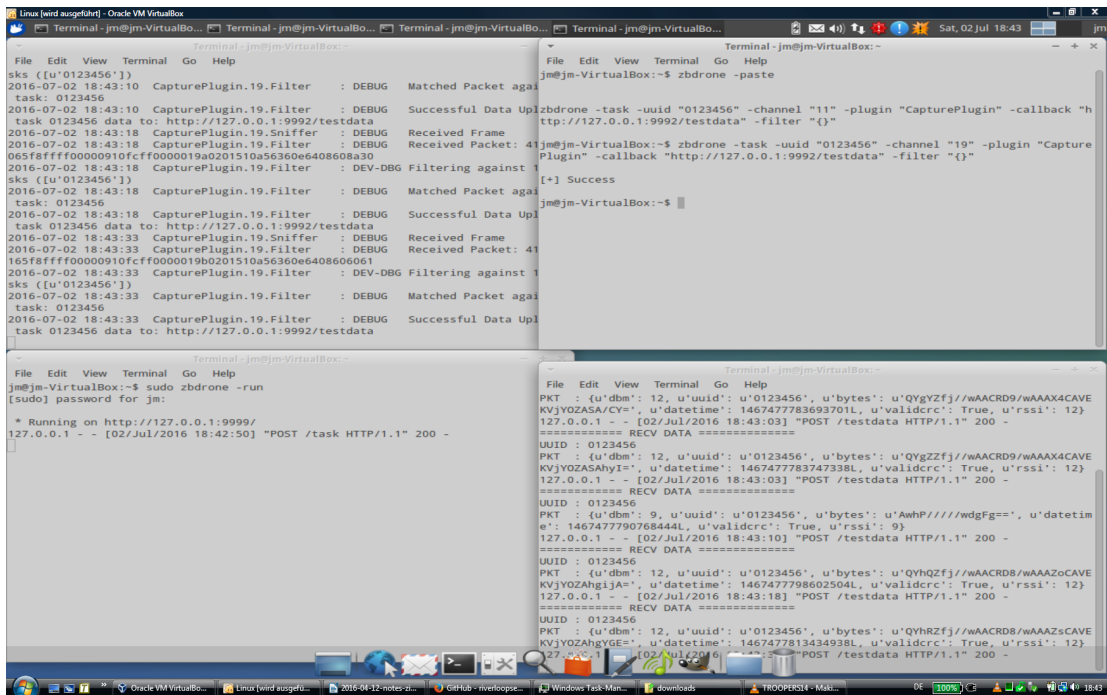 Linux [wird ausgeführt] - Oracle VM VirtualBox
Terminal - jm@jm-VirtualBo... Terminal - jm@jm-VirtualBo... Terminal - jm@jm-VirtualBo... Terminal - jm@jm-VirtualBo... Sat, 02 Jul 18:43 jm
Terminal - jm@jm-VirtualBox: ~
File Edit View Terminal Go Help
sks ([u'0123456'])
2016-07-02 18:43:10 CapturePlugin.19.Filter : DEBUG Matched Packet agai
task: 0123456
2016-07-02 18:43:10 CapturePlugin.19.Filter : DEBUG Successful Data Upl
task 0123456 data to: http://127.0.0.1:9992/testdata
2016-07-02 18:43:18 CapturePlugin.19.Sniffer : DEBUG Received Frame
2016-07-02 18:43:18 CapturePlugin.19.Filter : DEBUG Received Packet: 41
065f8ffff00000910fcff0000019a0201510a56360e6408608a30
2016-07-02 18:43:18 CapturePlugin.19.Filter : DEV-DBG Filtering against 1
sks ([u'0123456'])
2016-07-02 18:43:18 CapturePlugin.19.Filter : DEBUG Matched Packet agai
task: 0123456
2016-07-02 18:43:18 CapturePlugin.19.Filter : DEBUG Successful Data Upl
task 0123456 data to: http://127.0.0.1:9992/testdata
2016-07-02 18:43:33 CapturePlugin.19.Sniffer : DEBUG Received Frame
2016-07-02 18:43:33 CapturePlugin.19.Filter : DEBUG Received Packet: 41
165f8ffff00000910fcff0000019b0201510a56360e6408606061
2016-07-02 18:43:33 CapturePlugin.19.Filter : DEV-DBG Filtering against 1
sks ([u'0123456'])
2016-07-02 18:43:33 CapturePlugin.19.Filter : DEBUG Matched Packet agai
task: 0123456
2016-07-02 18:43:33 CapturePlugin.19.Filter : DEBUG Successful Data Upl
task 0123456 data to: http://127.0.0.1:9992/testdata
Terminal - jm@jm-VirtualBox: ~
File Edit View Terminal Go Help
jm@jm-VirtualBox:~$ zbdrone -paste
zbdrone -task -uuid "0123456" -channel "11" -plugin "CapturePlugin" -callback "h
ttp://127.0.0.1:9992/testdata" -filter "{}"
jm@jm-VirtualBox:~$ zbdrone -task -uuid "0123456" -channel "19" -plugin "Capture
Plugin" -callback "http://127.0.0.1:9992/testdata" -filter "{}"
[+] Success
jm@jm-VirtualBox:~$
Terminal - jm@jm-VirtualBox: ~
File Edit View Terminal Go Help
jm@jm-VirtualBox:~$ sudo zbdrone -run
[sudo] password for jm:
* Running on http://127.0.0.1:9999/
127.0.0.1 - - [02/Jul/2016 18:42:50] "POST /task HTTP/1.1" 200 -
Terminal - jm@jm-VirtualBox: ~
File Edit View Terminal Go Help
PKT : {u'dbm': 12, u'uuid': u'0123456', u'bytes': u'QYgYZfj//wAACRD9/wAAAX4CAVE
KVjYOZASA/CY=', u'datetime': 1467477783693701L, u'validcrc': True, u'rssi': 12}
127.0.0.1 - - [02/Jul/2016 18:43:03] "POST /testdata HTTP/1.1" 200 -
============ RECV DATA ==============
UUID : 0123456
PKT : {u'dbm': 12, u'uuid': u'0123456', u'bytes': u'QYgZZfj//wAACRD9/wAAAX4CAVE
KVjYOZASAhyI=', u'datetime': 1467477783747338L, u'validcrc': True, u'rssi': 12}
127.0.0.1 - - [02/Jul/2016 18:43:03] "POST /testdata HTTP/1.1" 200 -
============ RECV DATA ==============
UUID : 0123456
PKT : {u'dbm': 9, u'uuid': u'0123456', u'bytes': u'AwhP/////wdgFg==', u'datetim
e': 1467477790768444L, u'validcrc': True, u'rssi': 9}
127.0.0.1 - - [02/Jul/2016 18:43:10] "POST /testdata HTTP/1.1" 200 -
============ RECV DATA ==============
UUID : 0123456
PKT : {u'dbm': 12, u'uuid': u'0123456', u'bytes': u'QYhQZfj//wAACRD8/wAAAZoCAVE
KVjYOZAhgijA=', u'datetime': 1467477798602504L, u'validcrc': True, u'rssi': 12}
127.0.0.1 - - [02/Jul/2016 18:43:18] "POST /testdata HTTP/1.1" 200 -
============ RECV DATA ==============
UUID : 0123456
PKT : {u'dbm': 12, u'uuid': u'0123456', u'bytes': u'QYhRZfj//wAACRD8/wAAAZsCAVE
KVjYOZAhgYGE=', u'datetime': 1467477813434938L, u'validcrc': True, u'rssi': 12}
"POST /testdata HTTP/1.1" 200 -
Oracle VM VirtualBo... Linux [wird ausgefü... 2016-04-12-notes-zi... GitHub - riverloopse... Windows Task-Man... downloads TROOPERS14 - Maki... DE 100% 18:43